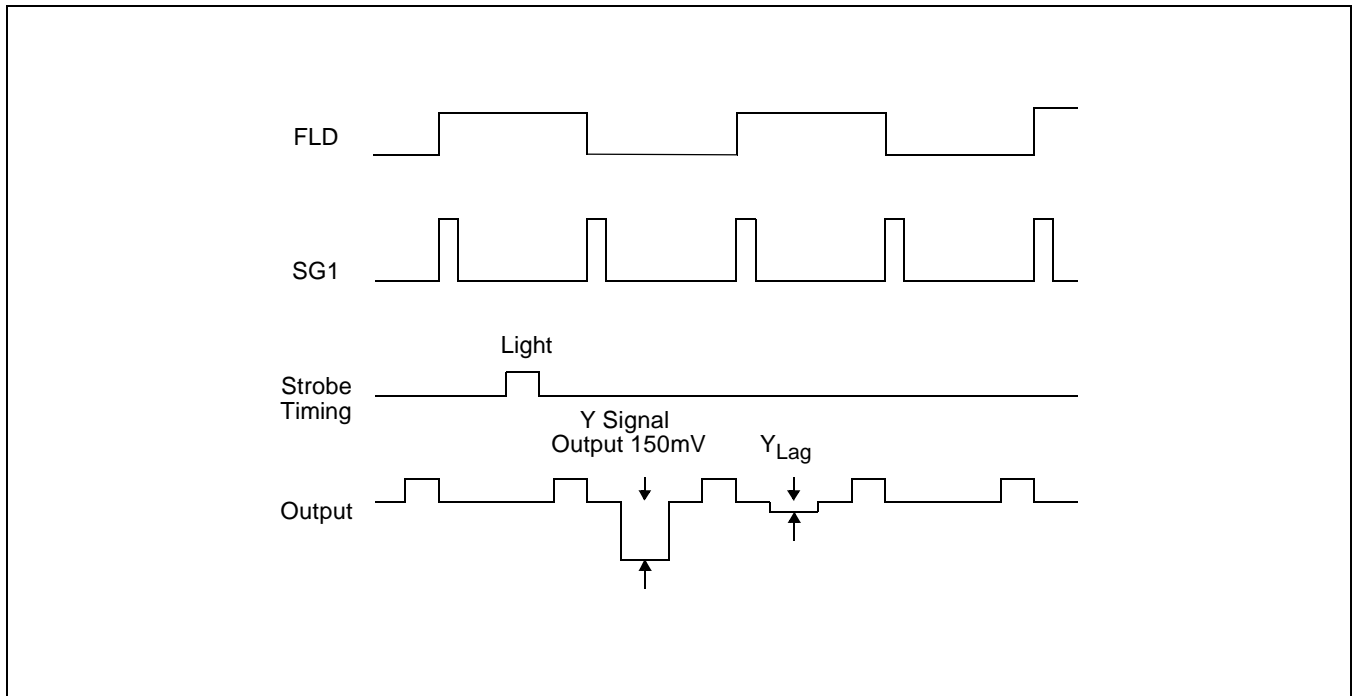 FLD
SG1
Light
Strobe
Timing
Y Signal
Output 150mV
YLag
Output